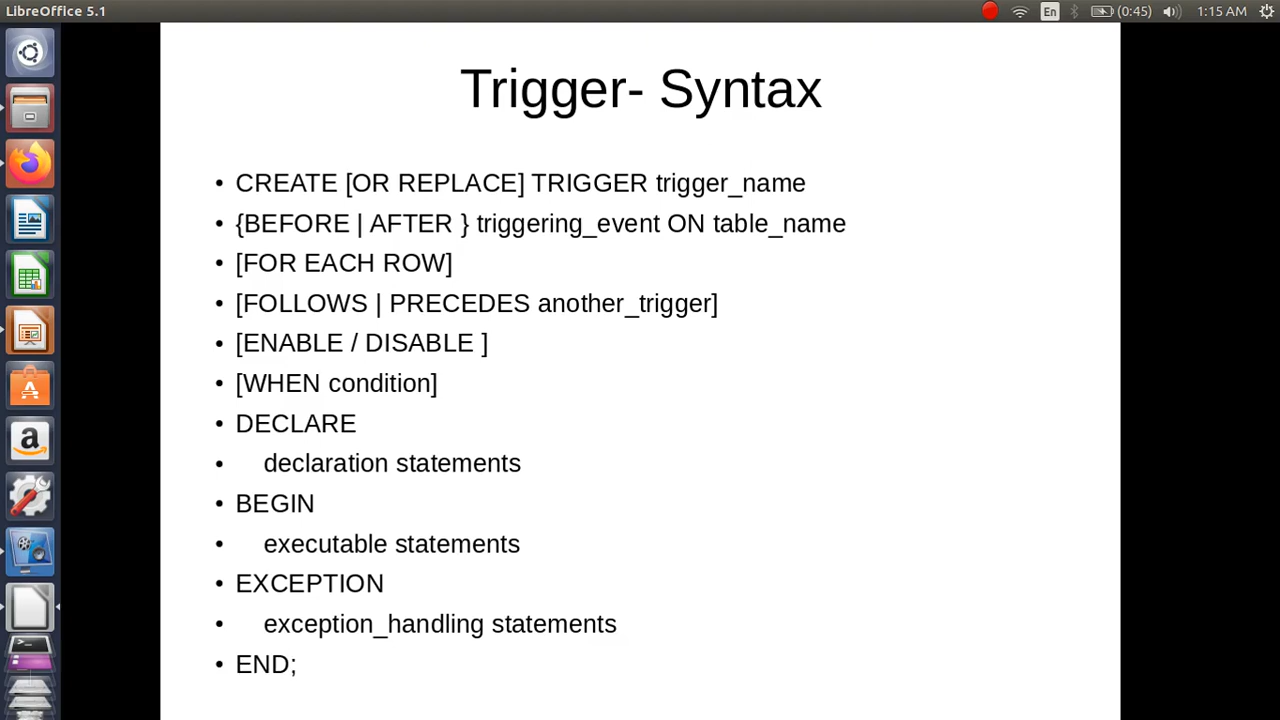 LibreOffice 5.1
En
(0:45)
1:15 AM
Trigger- Syntax
• CREATE [OR REPLACE] TRIGGER trigger_name
• {BEFORE | AFTER } triggering_event ON table_name
• [FOR EACH ROW]
• [FOLLOWS | PRECEDES another_trigger]
• [ENABLE / DISABLE ]
• [WHEN condition]
• DECLARE
• declaration statements
• BEGIN
• executable statements
• EXCEPTION
• exception_handling statements
• END;